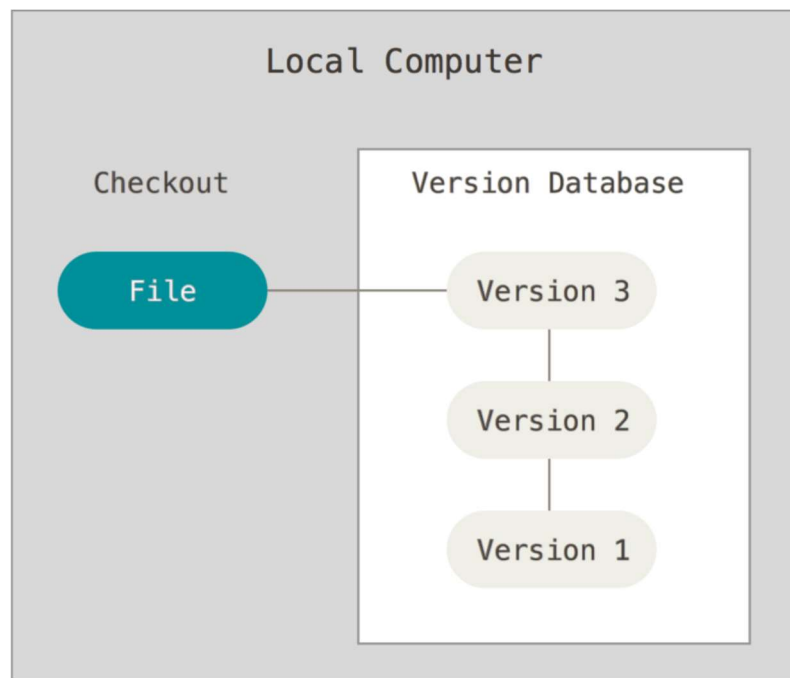 Local Computer
Checkout
Version Database
File
Version 3
Version 2
Version 1